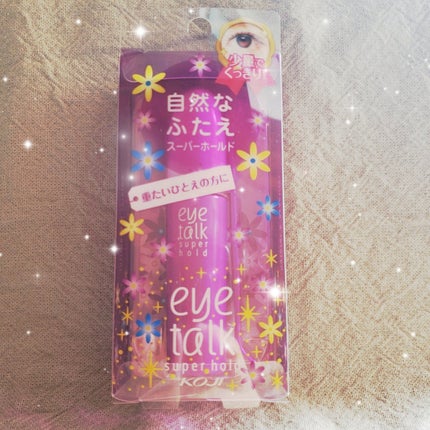 少量で
くっきり!
自然な
ふたえ
スーパーホールド
重たいひとえの方に
eye
talk
super
hold
eye
talk
super hold
KOJI